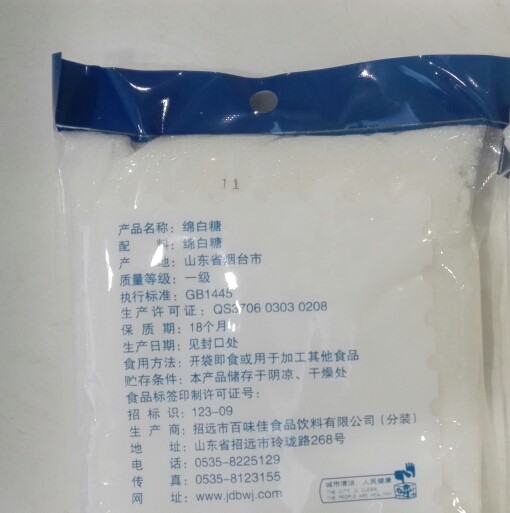 11
产品名称：绵白糖
配 料：绵白糖
产 地：山东省烟台市
质量等级：一级
执行标准：GB1445
生产许可证：QS3706 0303 0208
保 质 期：18个月
生产日期：见封口处
食用方法：开袋即食或用于加工其他食品
贮存条件：本产品储存于阴凉、干燥处
食品标签印制许可证号：
招 标 识：123-09
生 产 商：招远市百味佳食品饮料有限公司（分装）
地 址：山东省招远市玲珑路268号
电 话：0535-8225129
传 真：0535-8123155
网 址：www.jdbwj.com
城市清洁，人民健康
THE CITY IS CLEAN,
THE PEOPLE ARE HEALTHY